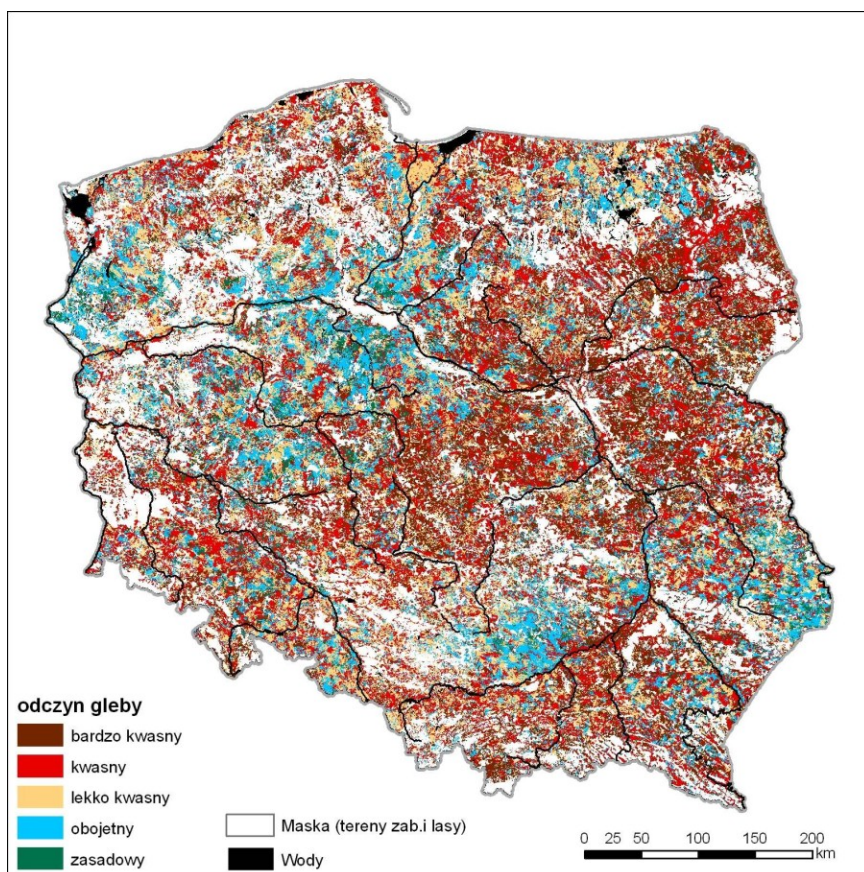 odczyn gleby
bardzo kwasny
kwasny
lekko kwasny
obojetny
zasadowy
Maska (tereny zab.i lasy)
Wody
0 25 50 100 150 200
km